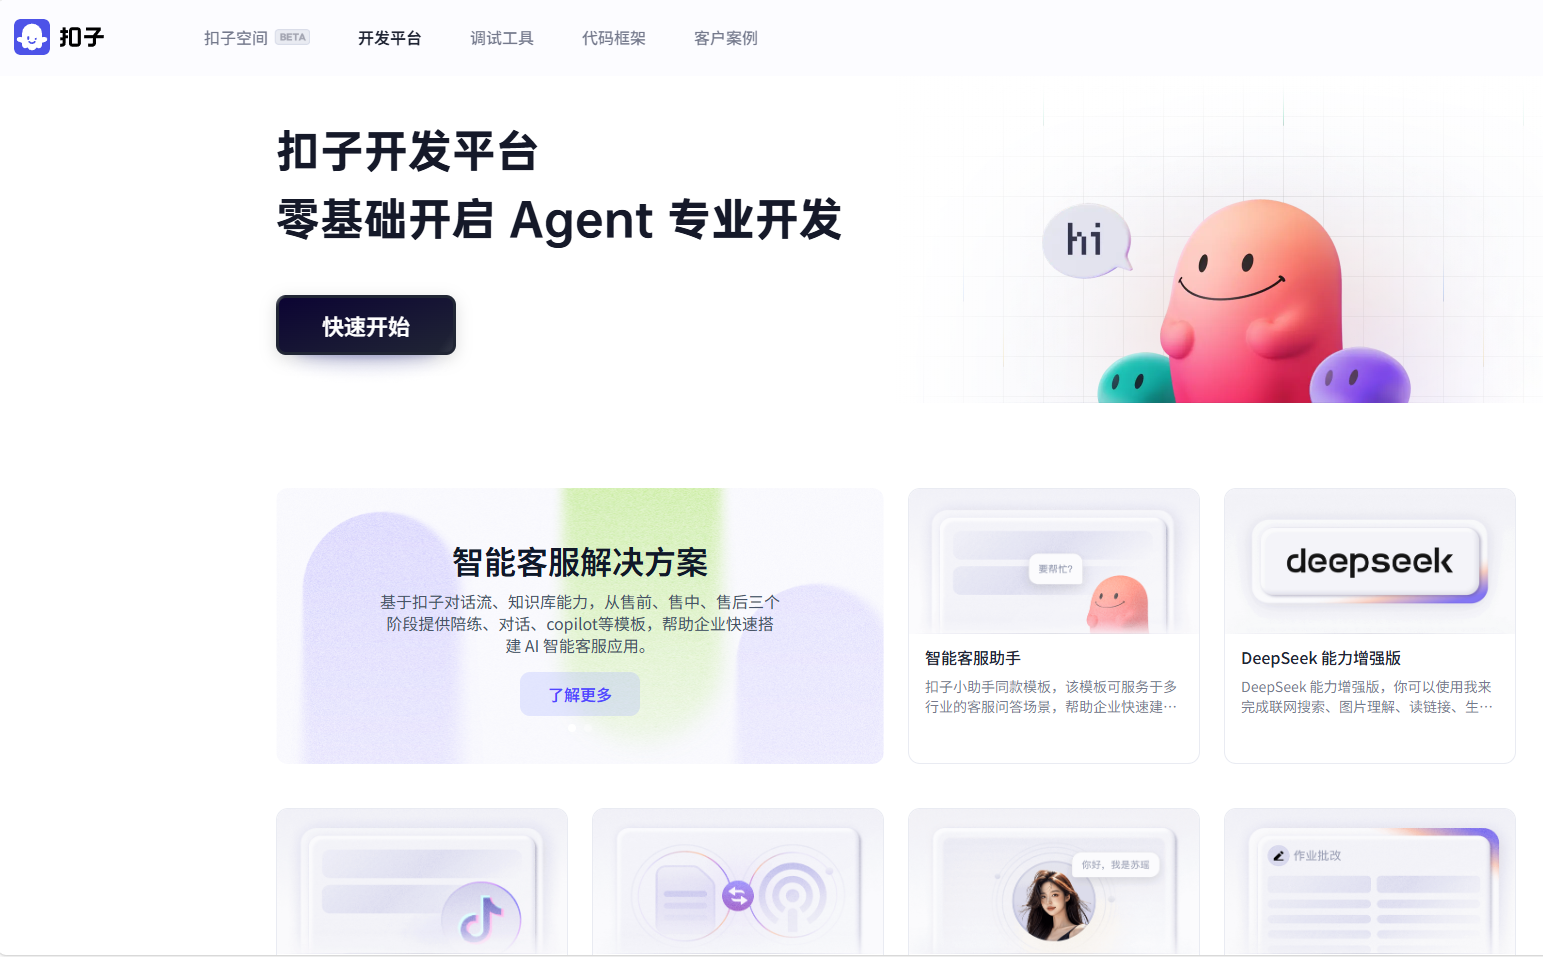 扣子
扣子空间 BETA
开发平台
调试工具
代码框架
客户案例
扣子开发平台
零基础开启 Agent 专业开发
快速开始
hi
智能客服解决方案
基于扣子对话流、知识库能力，从售前、售中、售后三个
阶段提供陪练、对话、copilot等模板，帮助企业快速搭
建 AI 智能客服应用。
了解更多
要帮忙?
智能客服助手
扣子小助手同款模板，该模板可服务于多
行业的客服问答场景，帮助企业快速建…
deepseek
DeepSeek 能力增强版
DeepSeek 能力增强版，你可以使用我来
完成联网搜索、图片理解、读链接、生…
你好，我是苏瑶
作业批改